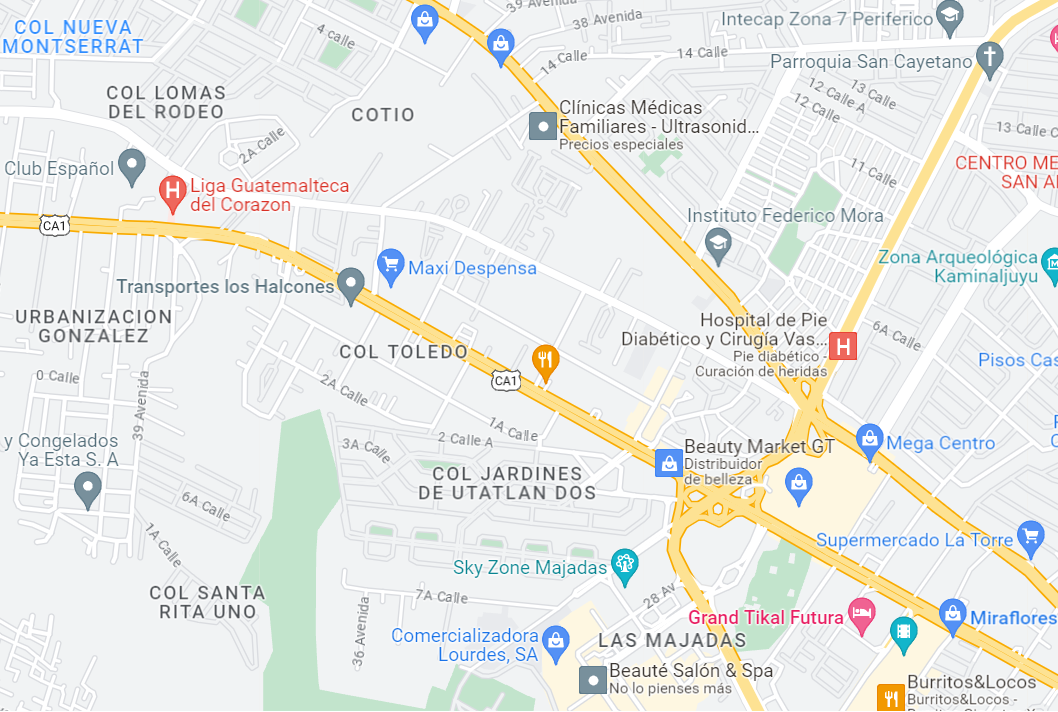 39 Avenida
38 Avenida
Intecap Zona 7 Periferico
COL NUEVA
MONTSERRAT
4 calle
14 Calle
14 Calle
Parroquia San Cayetano
COL LOMAS
DEL RODEO
COTIO
Clínicas Médicas
Familiares - Ultrasonid...
Precios especiales
13 Calle
12 Calle A
12 Calle
13 Calle C
2A Calle
Club Español
11 Calle
CENTRO ME
SAN A
Liga Guatemalteca
del Corazon
CA1
Instituto Federico Mora
Zona Arqueológica
Kaminaljuyu
Maxi Despensa
Transportes los Halcones
URBANIZACION
GONZALEZ
Hospital de Pie
Diabético y Cirugía Vas...
Pie diabético -
Curación de heridas
6A Calle
COL TOLEDO
Pisos Cas
CA1
0 Calle
39 Avenida
2A Calle
1A Calle
2 Calle A
3A Calle
y Congelados
Ya Esta S. A
Beauty Market GT
Distribuidor
de belleza
Mega Centro
COL JARDINES
DE UTATLAN DOS
6A Calle
1A Calle
Supermercado La Torre
Sky Zone Majadas
COL SANTA
RITA UNO
7A Calle
28 Av
36 Avenida
Grand Tikal Futura
Miraflores
Comercializadora
Lourdes, SA
LAS MAJADAS
Beauté Salón & Spa
No lo pienses más
Burritos&Locos
Burritos&Locos -